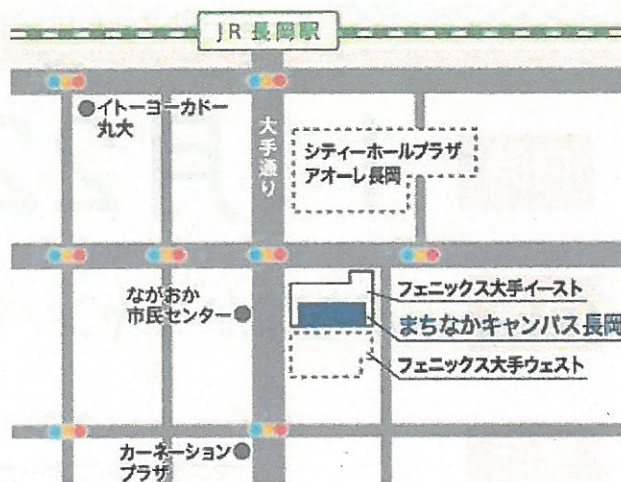 JR 長岡駅
イトーヨーカドー
丸大
大手通り
シティーホールプラザ
アオーレ長岡
ながおか
市民センター
フェニックス大手イースト
まちなかキャンパス長岡
フェニックス大手ウェスト
カーネーション
プラザ